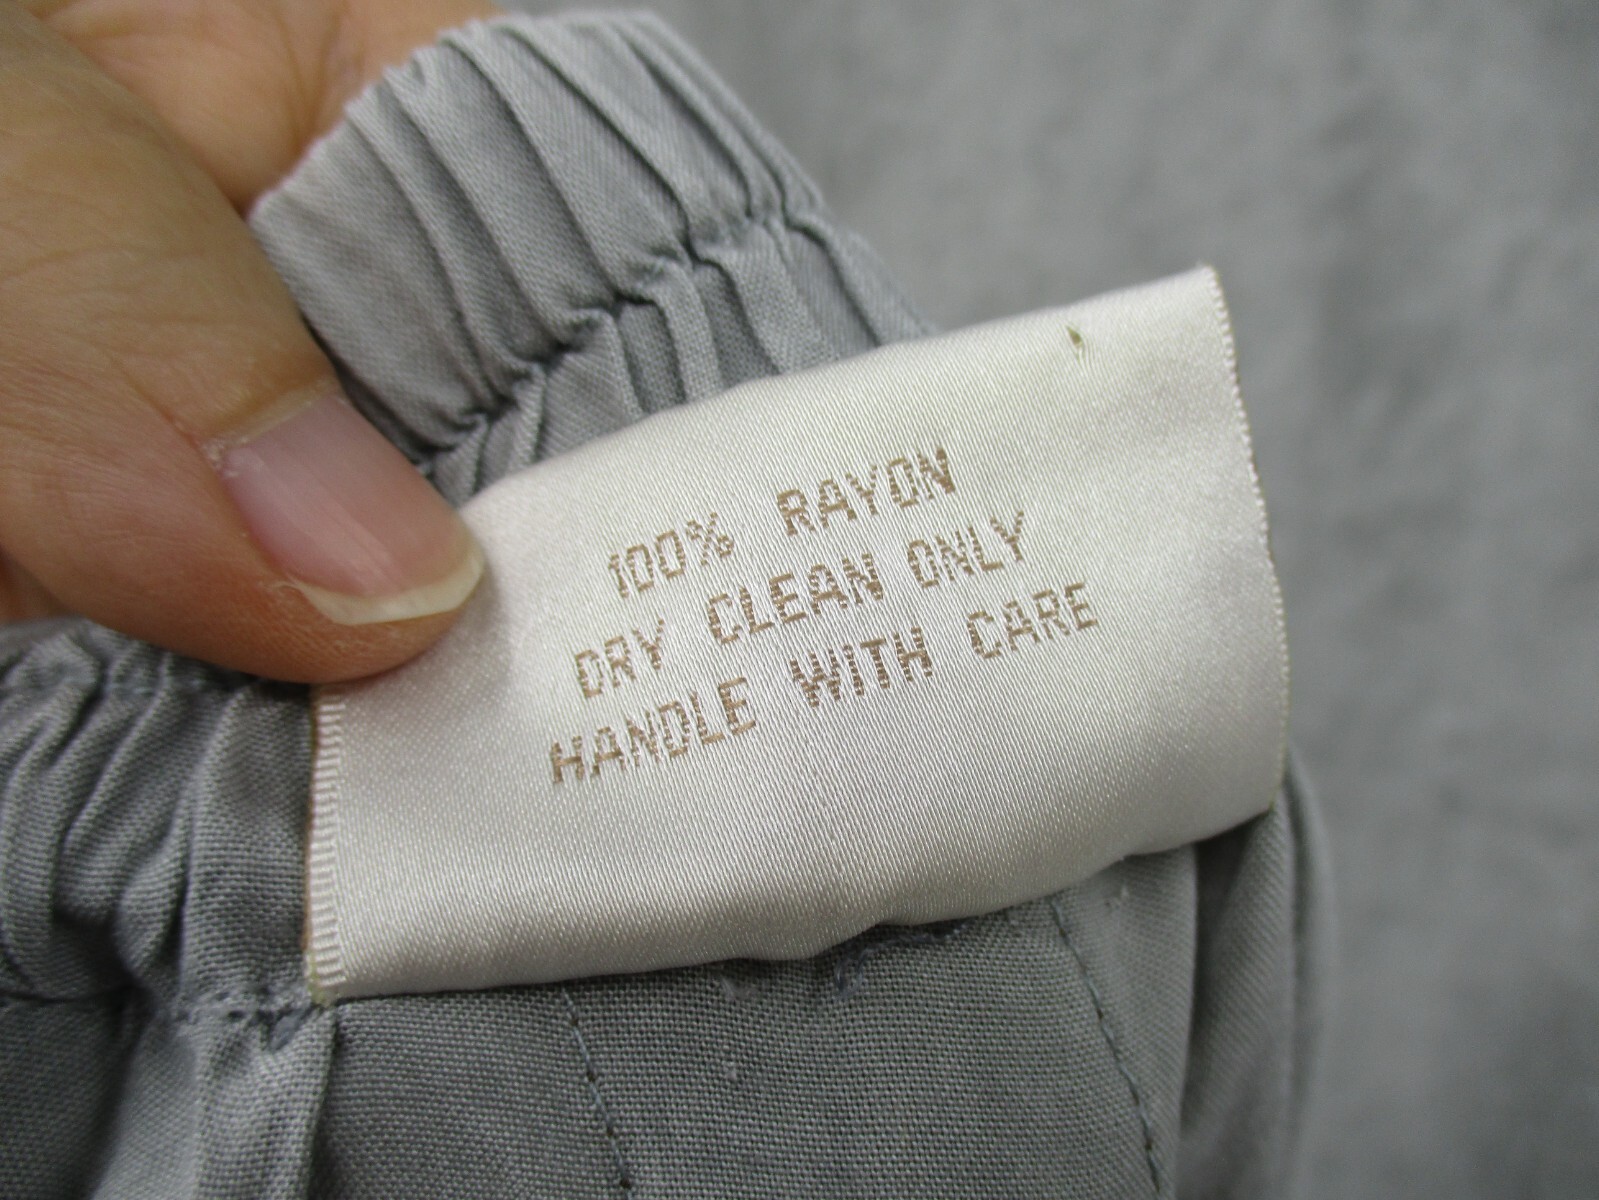 100% RAYON
DRY CLEAN ONLY
HANDLE WITH CARE